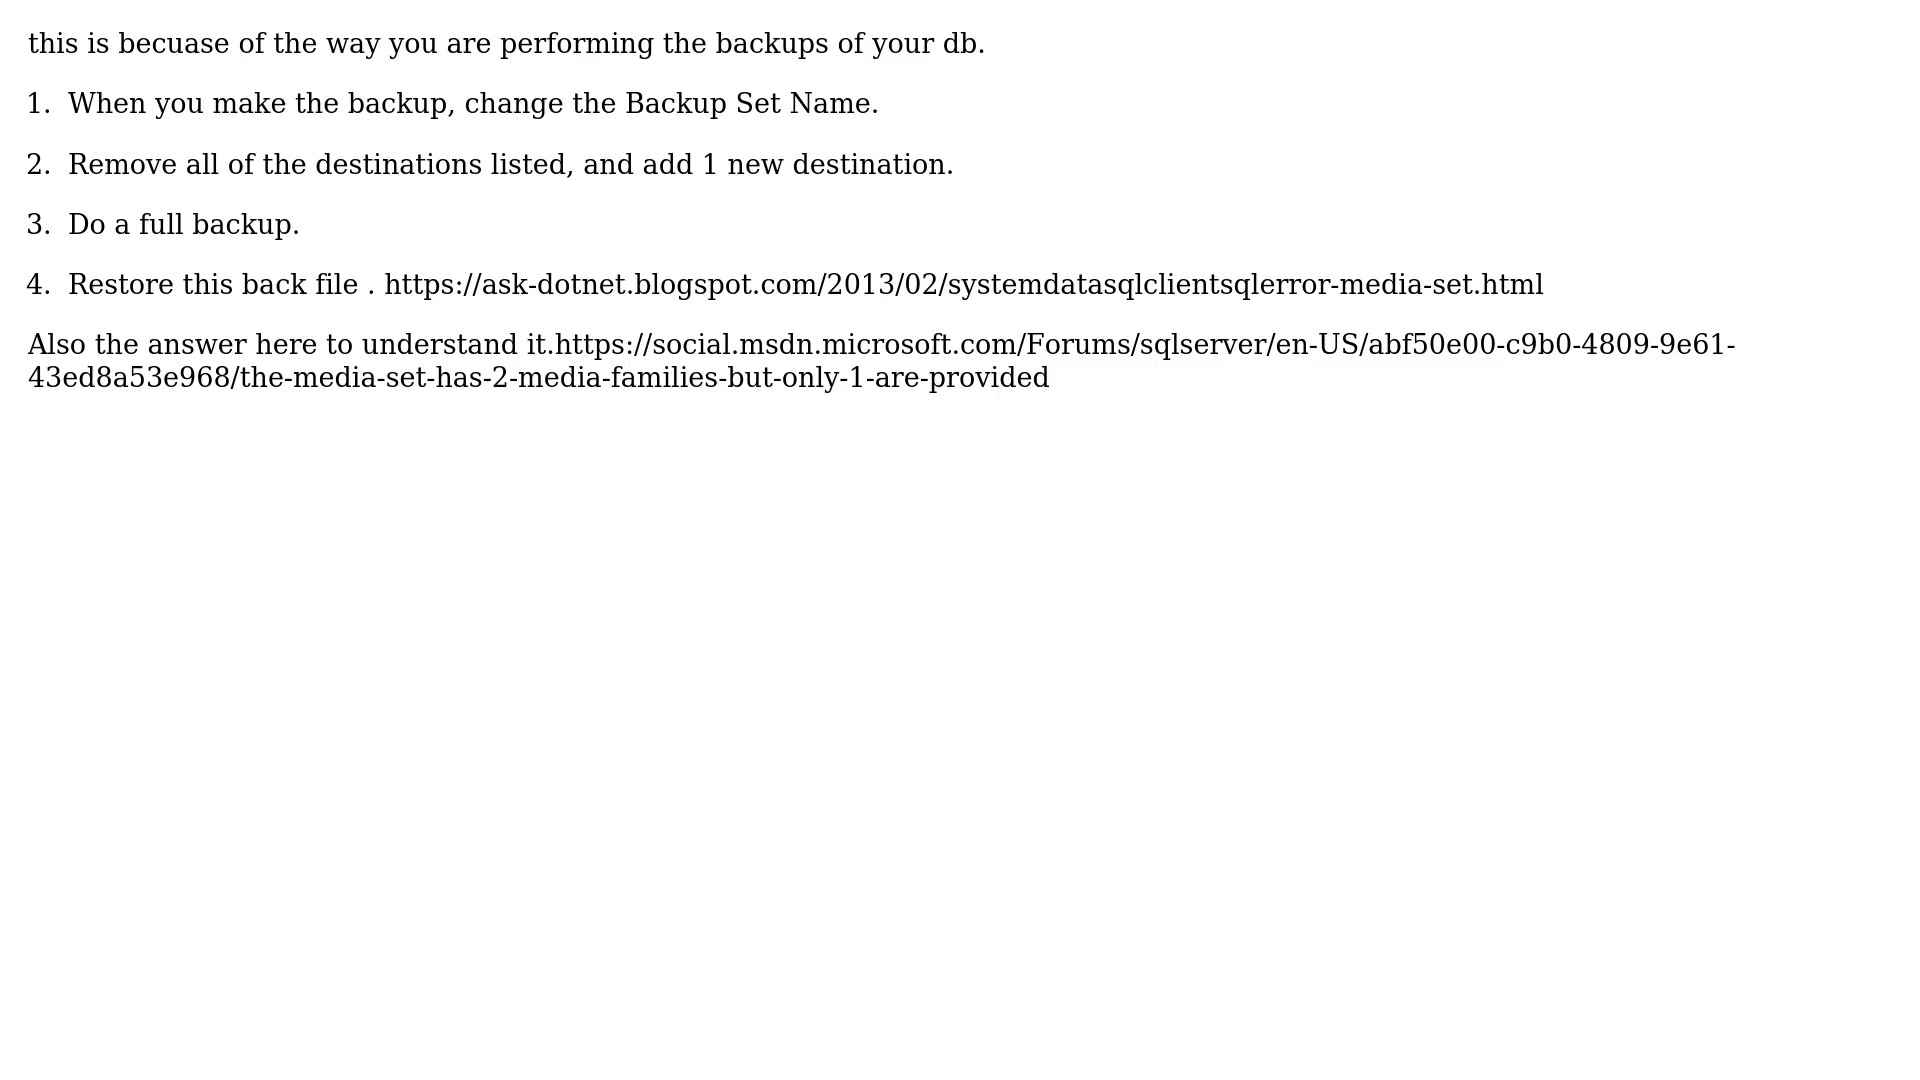 this is becuase of the way you are performing the backups of your db.
1. When you make the backup, change the Backup Set Name.
2. Remove all of the destinations listed, and add 1 new destination.
3. Do a full backup.
4. Restore this back file . https://ask-dotnet.blogspot.com/2013/02/systemdatasqlclientsqlerror-media-set.html
Also the answer here to understand it.https://social.msdn.microsoft.com/Forums/sqlserver/en-US/abf50e00-c9b0-4809-9e61-
43ed8a53e968/the-media-set-has-2-media-families-but-only-1-are-provided